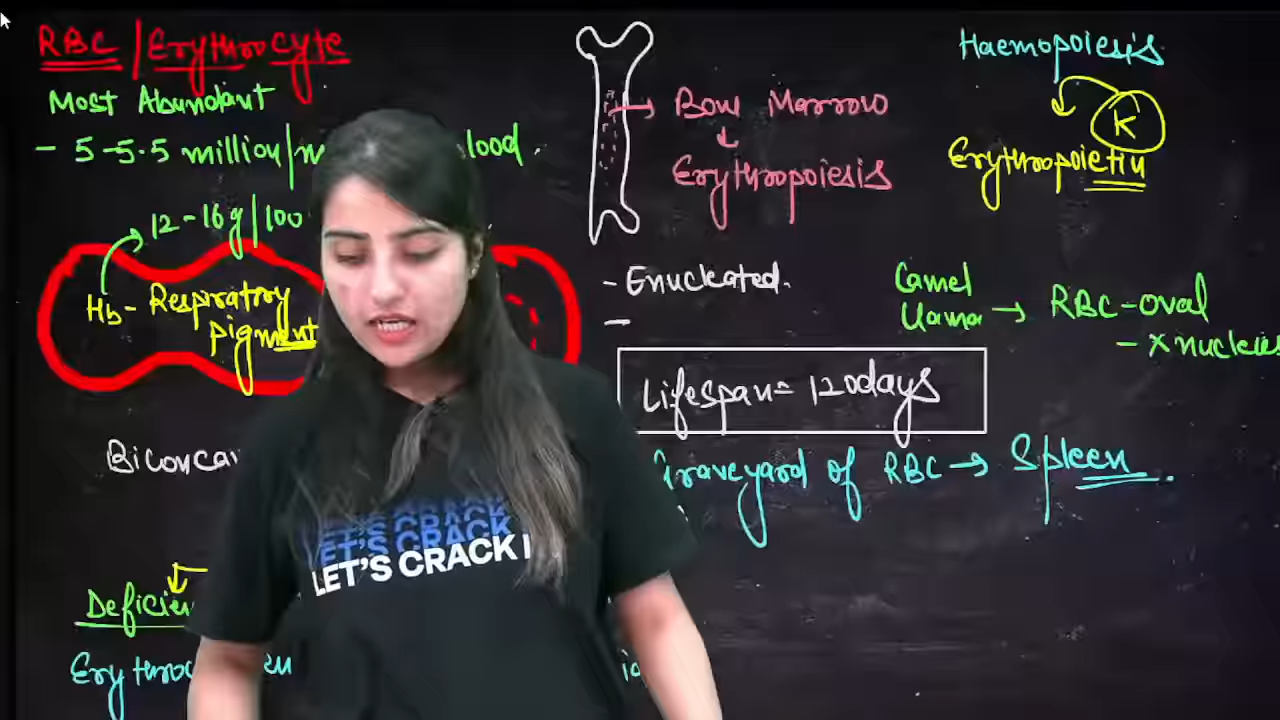 RBC / Erythrocyte
Most Abundant
- 5-5.5 million/m lood.
12-16g/100
Hb - Respiratory
pigment
Biconcav
Deficien
Bone Marrow
Erythropoiesis
Haemopoiesis
K
Erythropoietin
- Enucleated.
-
Camel
Llama → RBC - oval
- x nucleus
Lifespan = 120days
Graveyard of RBC → Spleen.
LET'S CRACK
LET'S CRACK
LET'S CRACK I